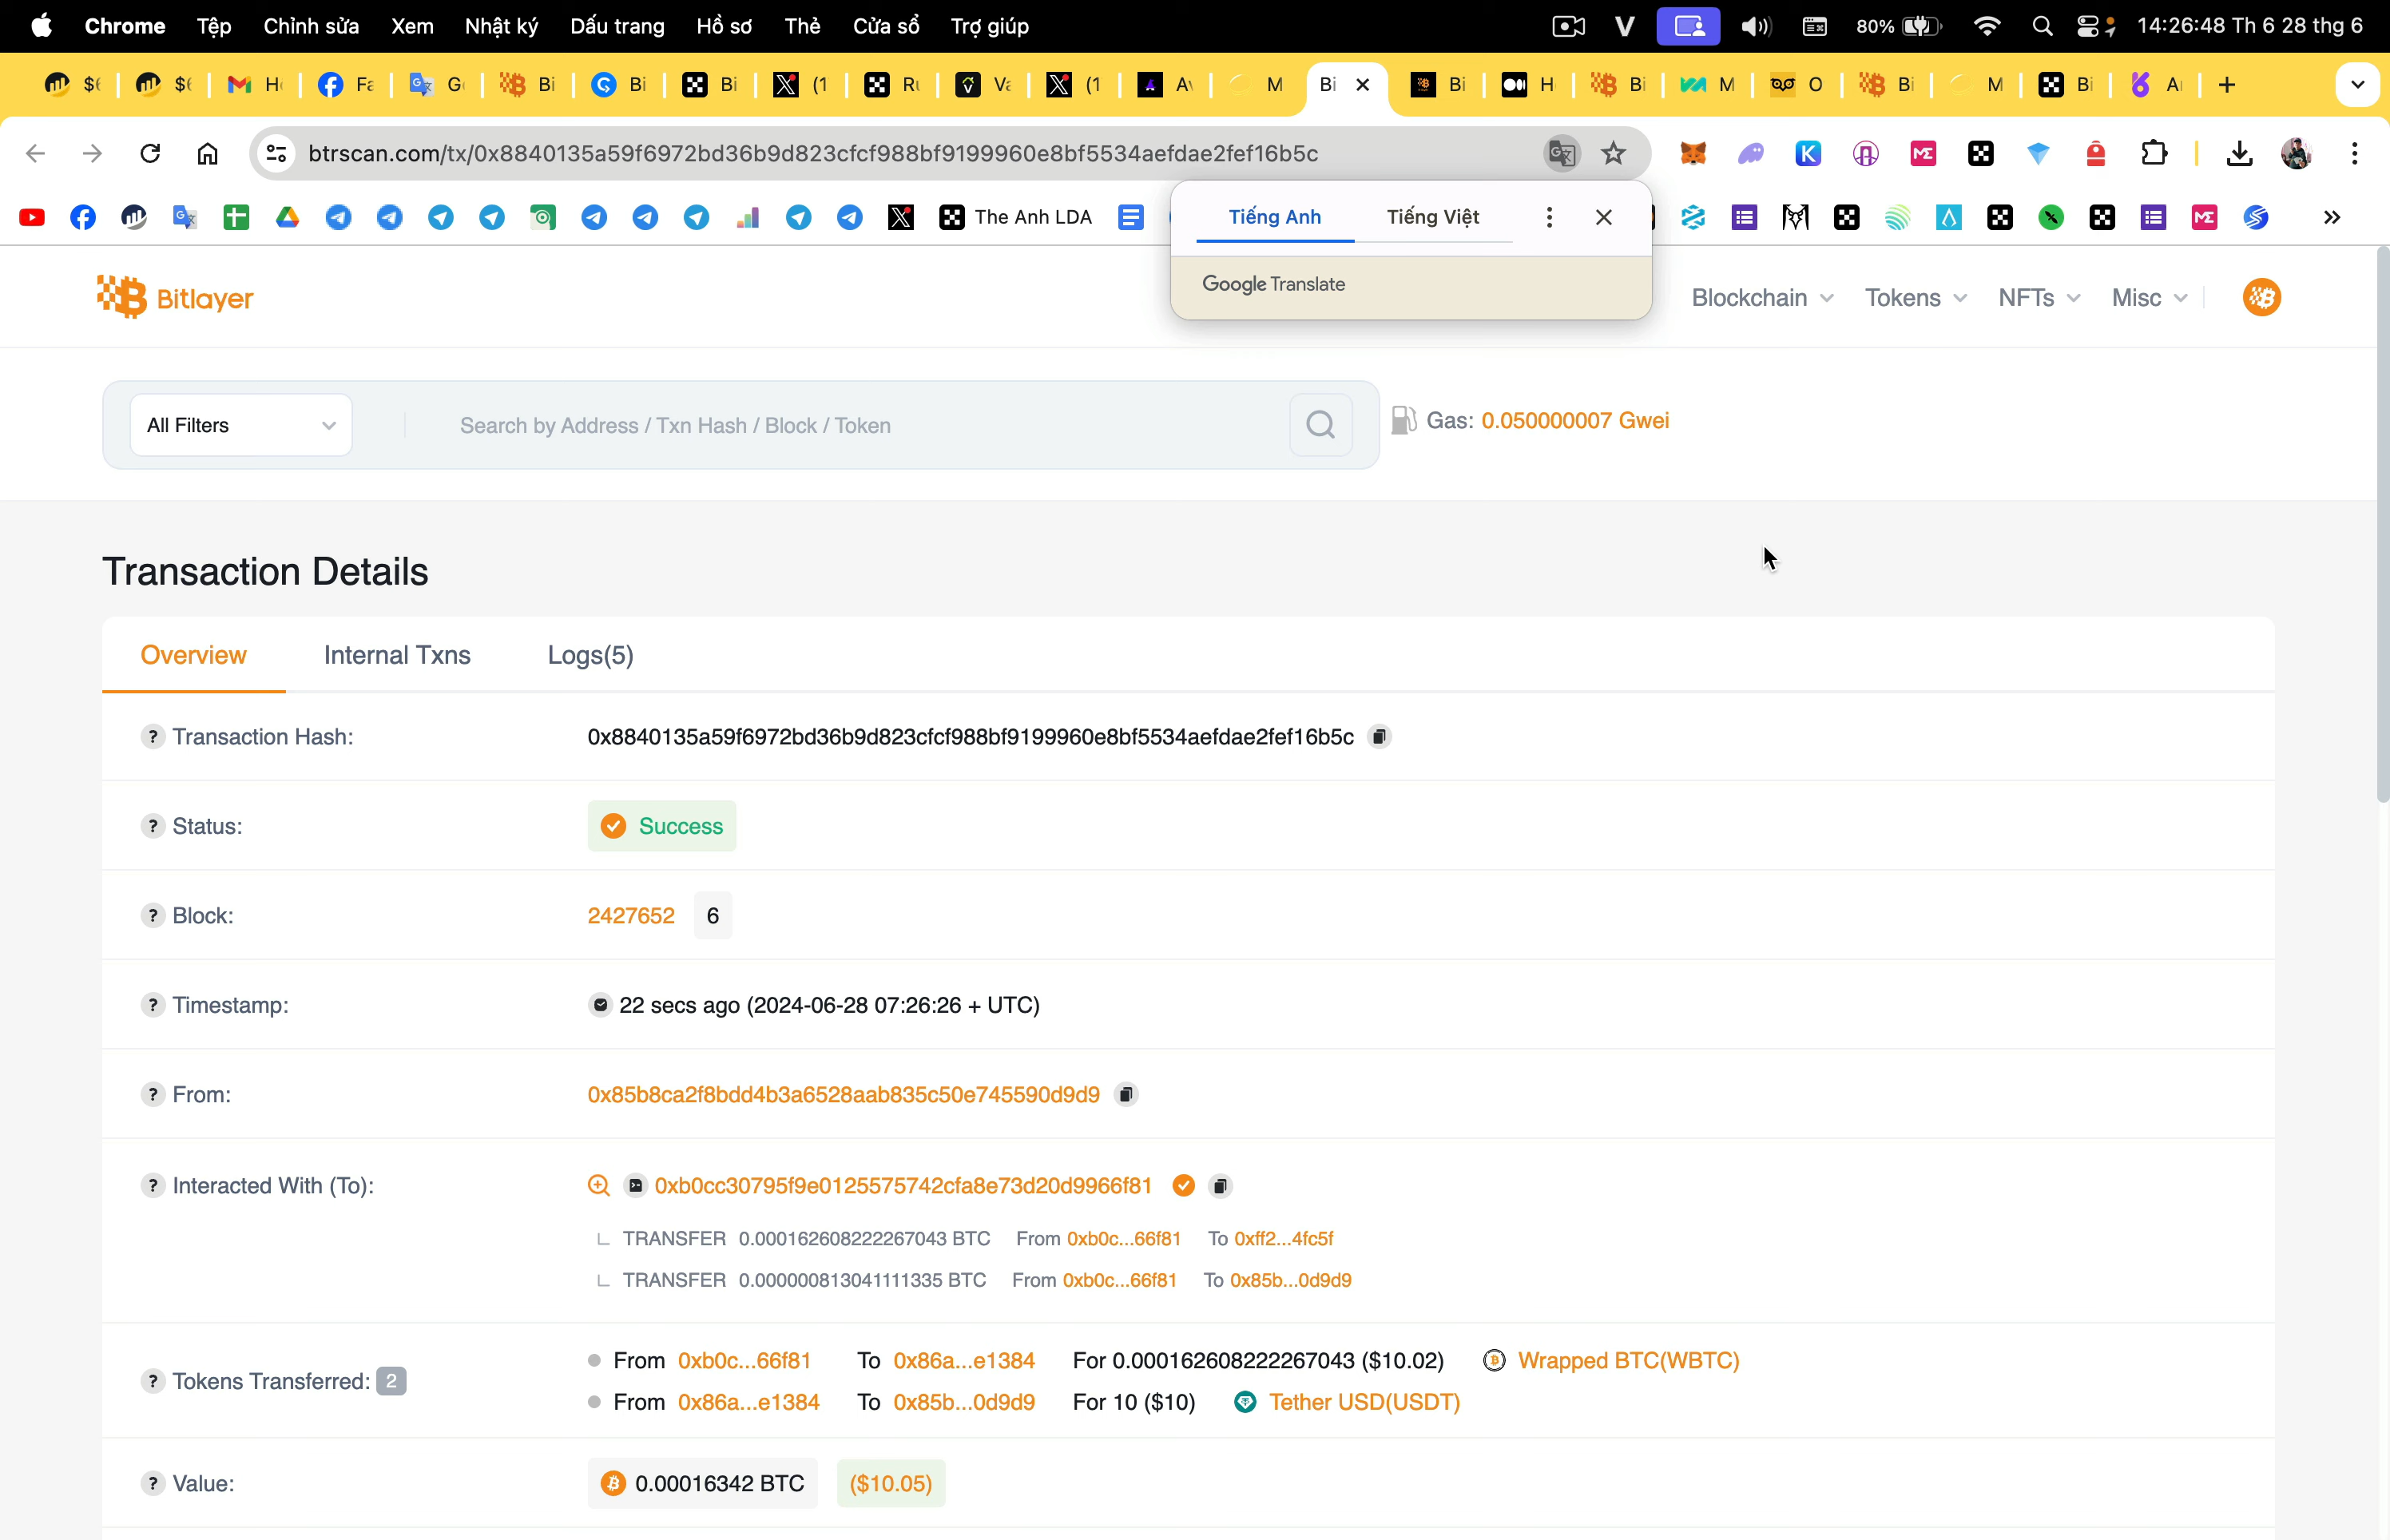 Chrome Tệp Chỉnh sửa Xem Nhật ký Dấu trang Hồ sơ Thẻ Cửa sổ Trợ giúp 80% 14:26:48 Th 6 28 thg 6
btrscan.com/tx/0x8840135a59f6972bd36b9d823cfcf988bf9199960e8bf5534aefdae2fef16b5c
The Anh LDA
Tiếng Anh Tiếng Việt
Google Translate
Bitlayer
Blockchain Tokens NFTs Misc
All Filters Search by Address / Txn Hash / Block / Token Gas: 0.050000007 Gwei
Transaction Details
Overview Internal Txns Logs(5)
? Transaction Hash: 0x8840135a59f6972bd36b9d823cfcf988bf9199960e8bf5534aefdae2fef16b5c
? Status: Success
? Block: 2427652 6
? Timestamp: 22 secs ago (2024-06-28 07:26:26 + UTC)
? From: 0x85b8ca2f8bdd4b3a6528aab835c50e745590d9d9
? Interacted With (To): 0xb0cc30795f9e0125575742cfa8e73d20d9966f81
TRANSFER 0.000162608222267043 BTC From 0xb0c...66f81 To 0xff2...4fc5f
TRANSFER 0.000000813041111335 BTC From 0xb0c...66f81 To 0x85b...0d9d9
? Tokens Transferred: 2
From 0xb0c...66f81 To 0x86a...e1384 For 0.000162608222267043 ($10.02) Wrapped BTC(WBTC)
From 0x86a...e1384 To 0x85b...0d9d9 For 10 ($10) Tether USD(USDT)
? Value: 0.00016342 BTC ($10.05)